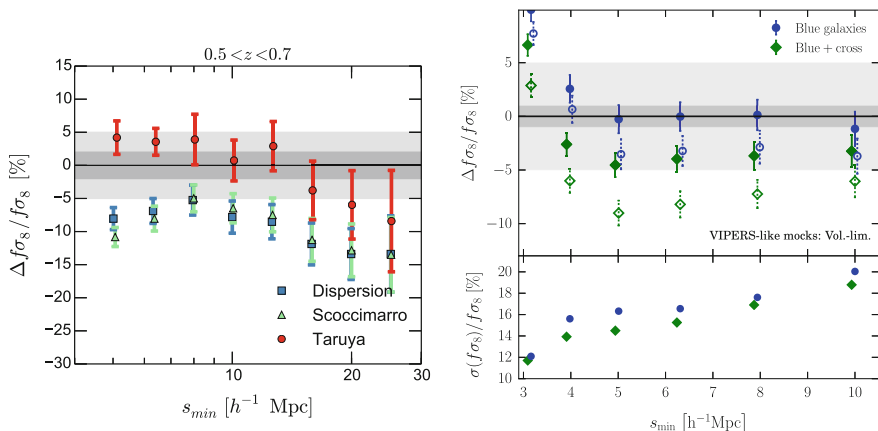 0.5 < z < 0.7
15
10
5
0
−5
−10
−15
−20
−25
−30
Δfσ₈/fσ₈ [%]
Dispersion
Scoccimarro
Taruya
10 20 30
s_min [h⁻¹ Mpc]
Blue galaxies
Blue + cross
10
5
0
−5
−10
Δfσ₈/fσ₈ [%]
VIPERS-like mocks: Vol.-lim.
20
18
16
14
12
10
σ(fσ₈)/fσ₈ [%]
3 4 5 6 7 8 9 10
s_min [h⁻¹Mpc]